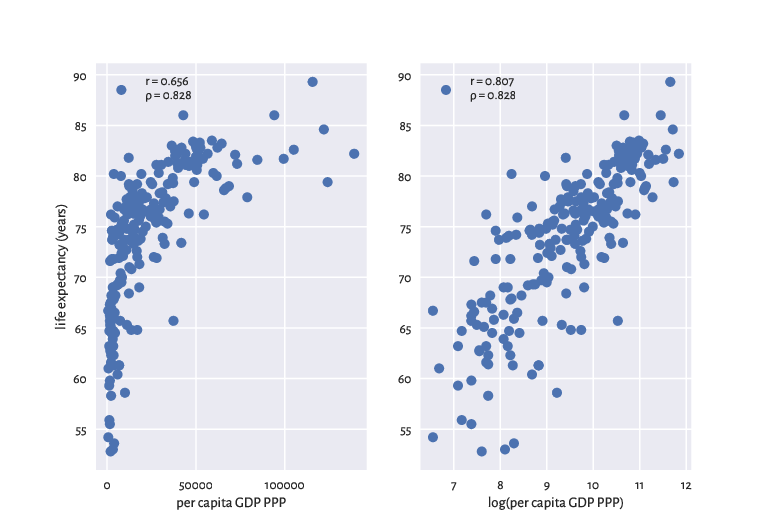 r = 0.656
ρ = 0.828
90
85
80
75
70
65
60
55
life expectancy (years)
0 50000 100000
per capita GDP PPP
r = 0.807
ρ = 0.828
90
85
80
75
70
65
60
55
7 8 9 10 11 12
log(per capita GDP PPP)